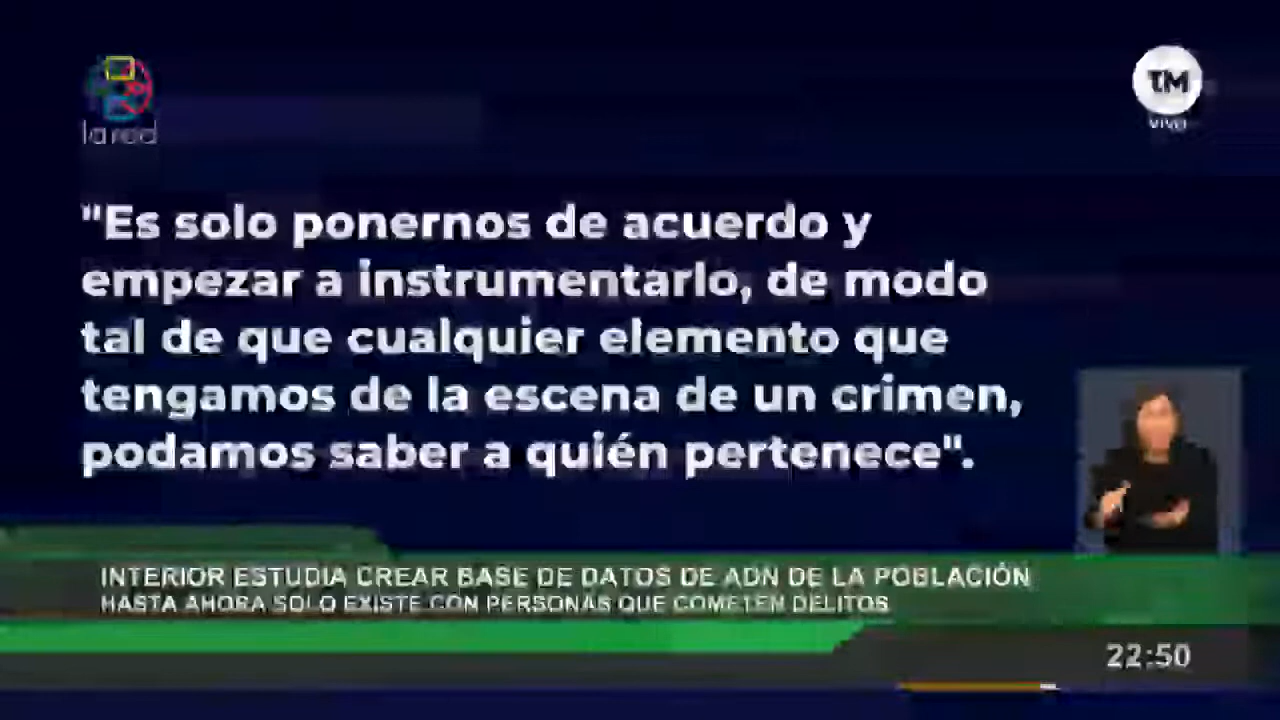 la red
TM
VIVO
"Es solo ponernos de acuerdo y
empezar a instrumentarlo, de modo
tal de que cualquier elemento que
tengamos de la escena de un crimen,
podamos saber a quién pertenece".
INTERIOR ESTUDIA CREAR BASE DE DATOS DE ADN DE LA POBLACIÓN
HASTA AHORA SOLO EXISTE CON PERSONAS QUE COMETEN DELITOS
22:50